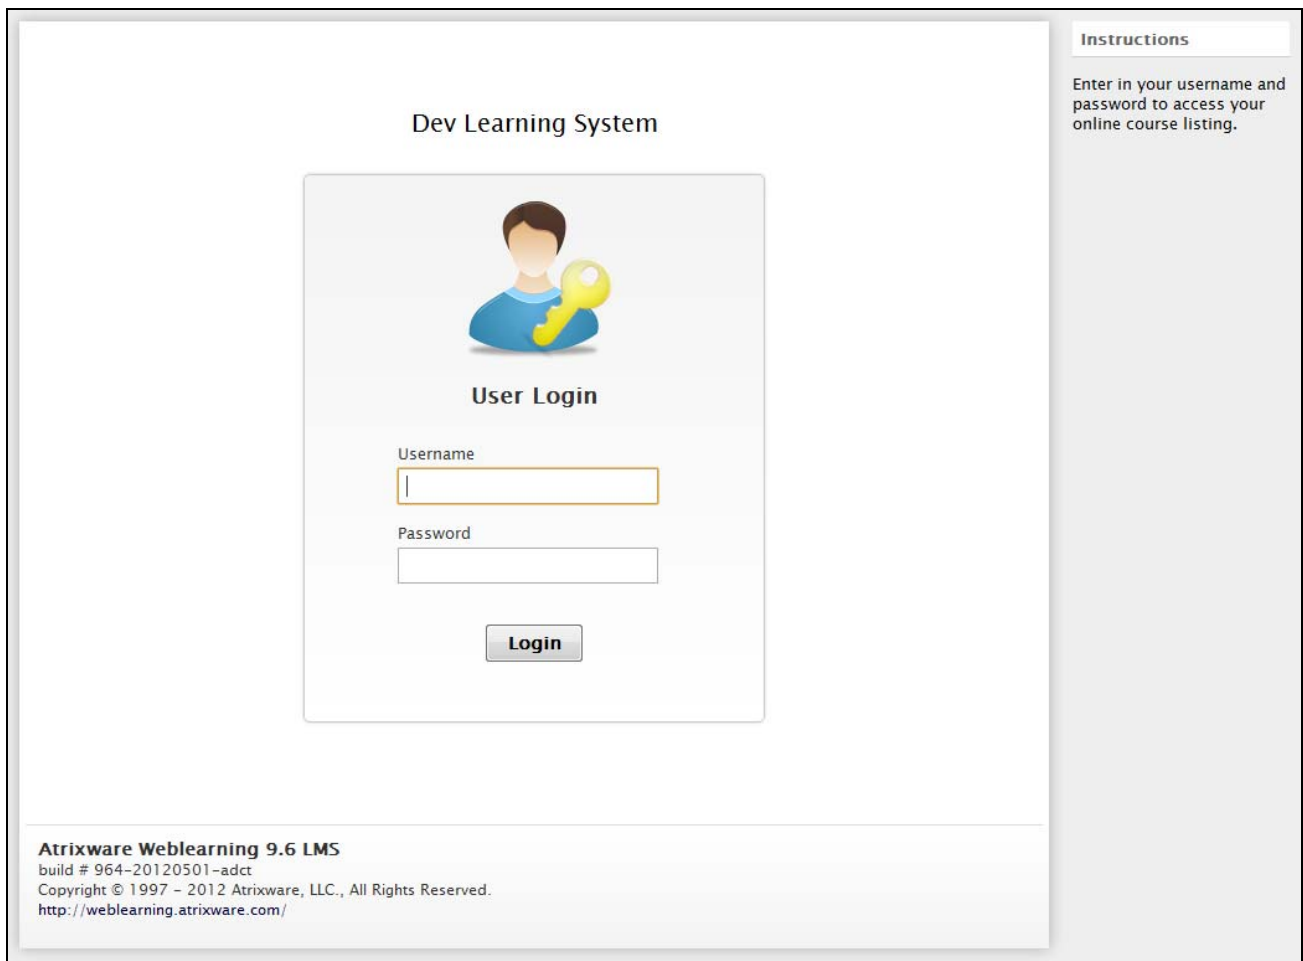 Dev Learning System
User Login
Username
Password
Login
Atrixware Weblearning 9.6 LMS
build # 964-20120501-adct
Copyright © 1997 - 2012 Atrixware, LLC., All Rights Reserved.
http://weblearning.atrixware.com/
Instructions
Enter in your username and
password to access your
online course listing.